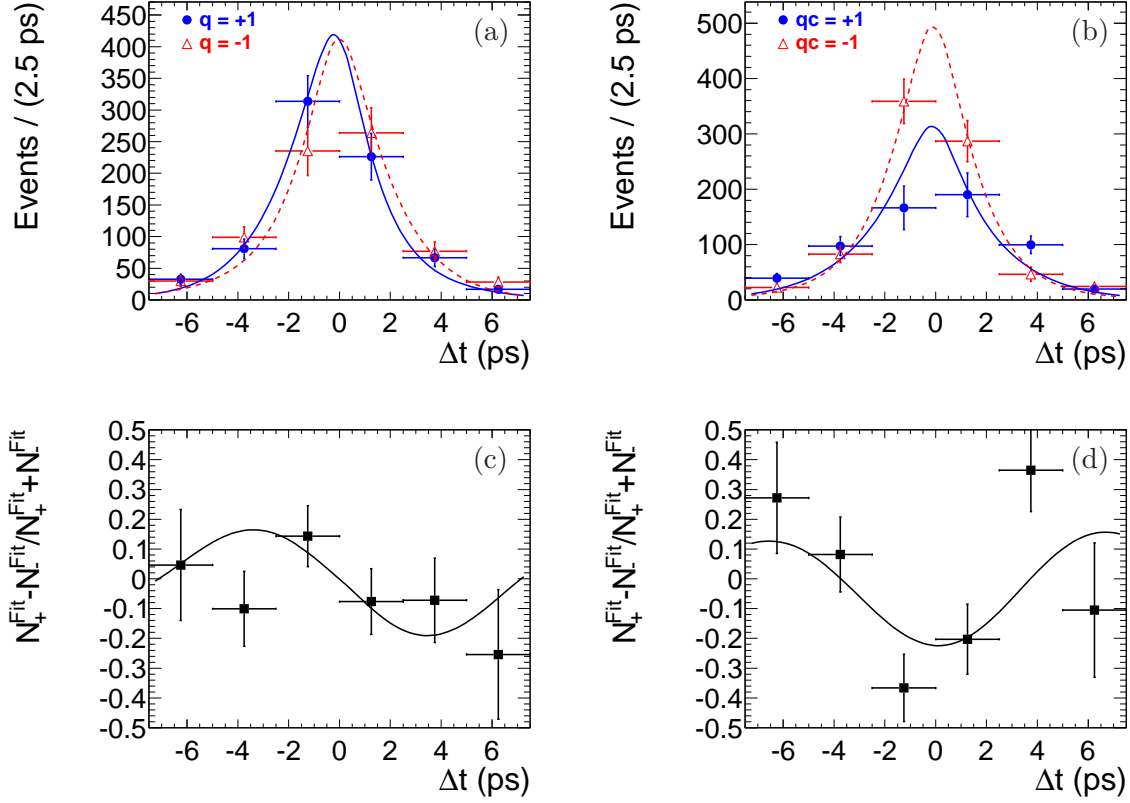 (a)
q = +1
q = -1
Events / (2.5 ps)
450
400
350
300
250
200
150
100
50
0
-6 -4 -2 0 2 4 6
Δt (ps)
(b)
qc = +1
qc = -1
Events / (2.5 ps)
500
400
300
200
100
0
-6 -4 -2 0 2 4 6
Δt (ps)
(c)
N₊^Fit-N₋^Fit/N₊^Fit+N₋^Fit
0.5
0.4
0.3
0.2
0.1
0
-0.1
-0.2
-0.3
-0.4
-0.5
-6 -4 -2 0 2 4 6
Δt (ps)
(d)
N₊^Fit-N₋^Fit/N₊^Fit+N₋^Fit
0.5
0.4
0.3
0.2
0.1
0
-0.1
-0.2
-0.3
-0.4
-0.5
-6 -4 -2 0 2 4 6
Δt (ps)